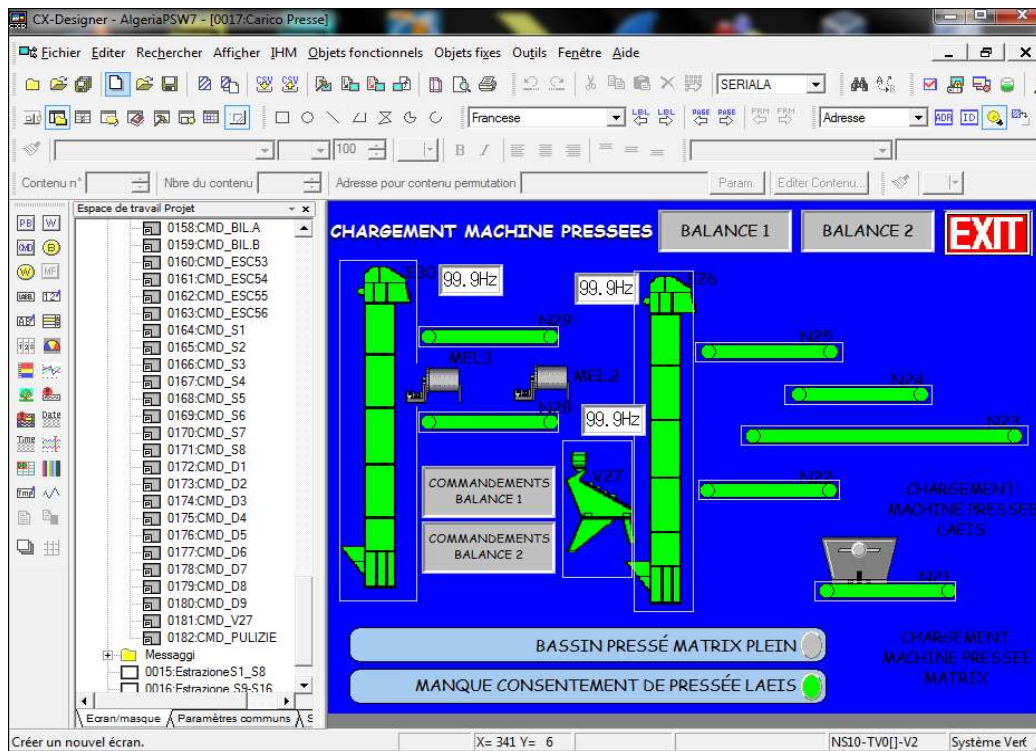 CX-Designer - AlgeriaPSW7 - [0017:Carico Presse]
Fichier Editer Rechercher Afficher IHM Objets fonctionnels Objets fixes Outils Fenêtre Aide
SERIALA
Francese
Adresse
ADR ID
100
B I
Contenu n°
Nbre du contenu
Adresse pour contenu permutation
Param.
Editer Contenu...
Espace de travail Projet
0158:CMD_BIL.A
0159:CMD_BIL.B
0160:CMD_ESC53
0161:CMD_ESC54
0162:CMD_ESC55
0163:CMD_ESC56
0164:CMD_S1
0165:CMD_S2
0166:CMD_S3
0167:CMD_S4
0168:CMD_S5
0169:CMD_S6
0170:CMD_S7
0171:CMD_S8
0172:CMD_D1
0173:CMD_D2
0174:CMD_D3
0175:CMD_D4
0176:CMD_D5
0177:CMD_D6
0178:CMD_D7
0179:CMD_D8
0180:CMD_D9
0181:CMD_V27
0182:CMD_PULIZIE
Messaggi
0015:EstrazioneS1_S8
0016:Estrazione S9-S16
Ecran/masque
Paramètres communs
CHARGEMENT MACHINE PRESSEES
BALANCE 1
BALANCE 2
EXIT
E30
99.9Hz
99.9Hz
E26
N29
N25
MEL.1
MEL.2
N24
N28
99.9Hz
N23
V27
N22
COMMANDEMENTS
BALANCE 1
COMMANDEMENTS
BALANCE 2
CHARGEMENT
MACHINE PRESSEE
LAEIS
N21
BASSIN PRESSÉ MATRIX PLEIN
MANQUE CONSENTEMENT DE PRESSÉE LAEIS
CHARGEMENT
MACHINE PRESSEE
MATRIX
Créer un nouvel écran.
X= 341 Y= 6
NS10-TV0[]-V2
Système Verr